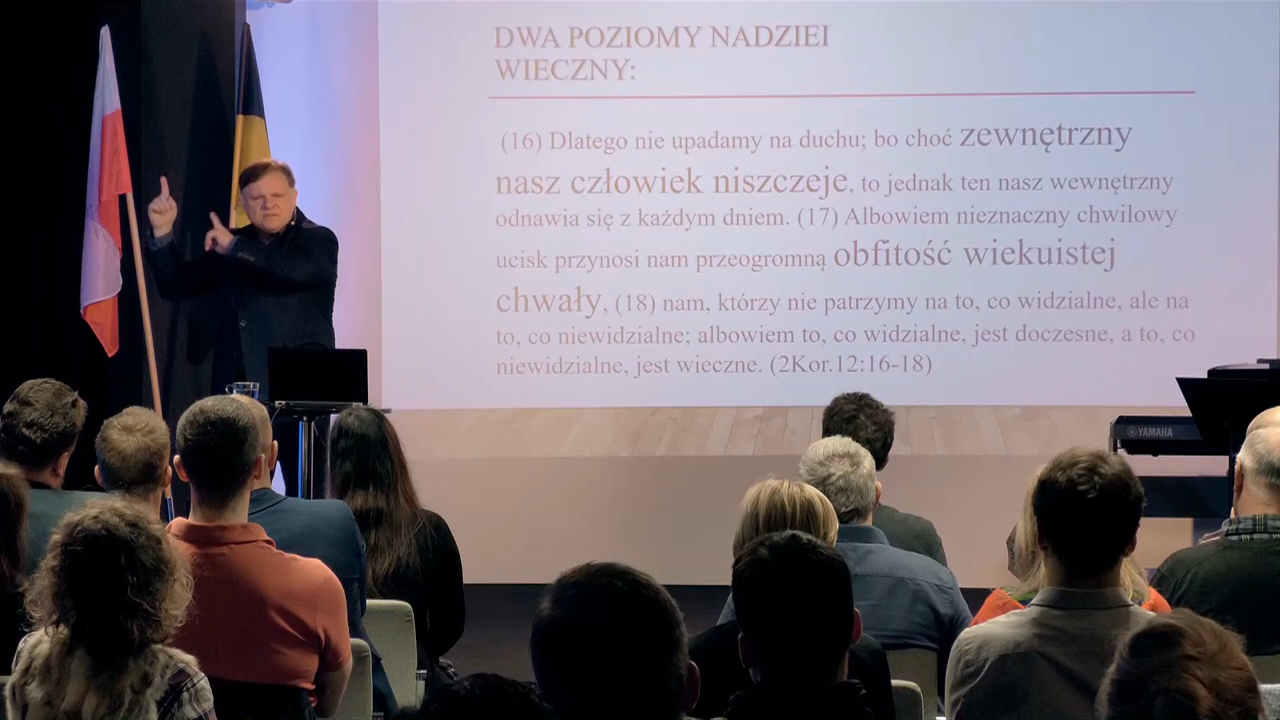 DWA POZIOMY NADZIEI
WIECZNY:
(16) Dlatego nie upadamy na duchu; bo choć zewnętrzny
nasz człowiek niszczeje, to jednak ten nasz wewnętrzny
odnawia się z każdym dniem. (17) Albowiem nieznaczny chwilowy
ucisk przynosi nam przeogromną obfitość wiekuistej
chwały, (18) nam, którzy nie patrzymy na to, co widzialne, ale na
to, co niewidzialne; albowiem to, co widzialne, jest doczesne, a to, co
niewidzialne, jest wieczne. (2Kor.12:16-18)
YAMAHA